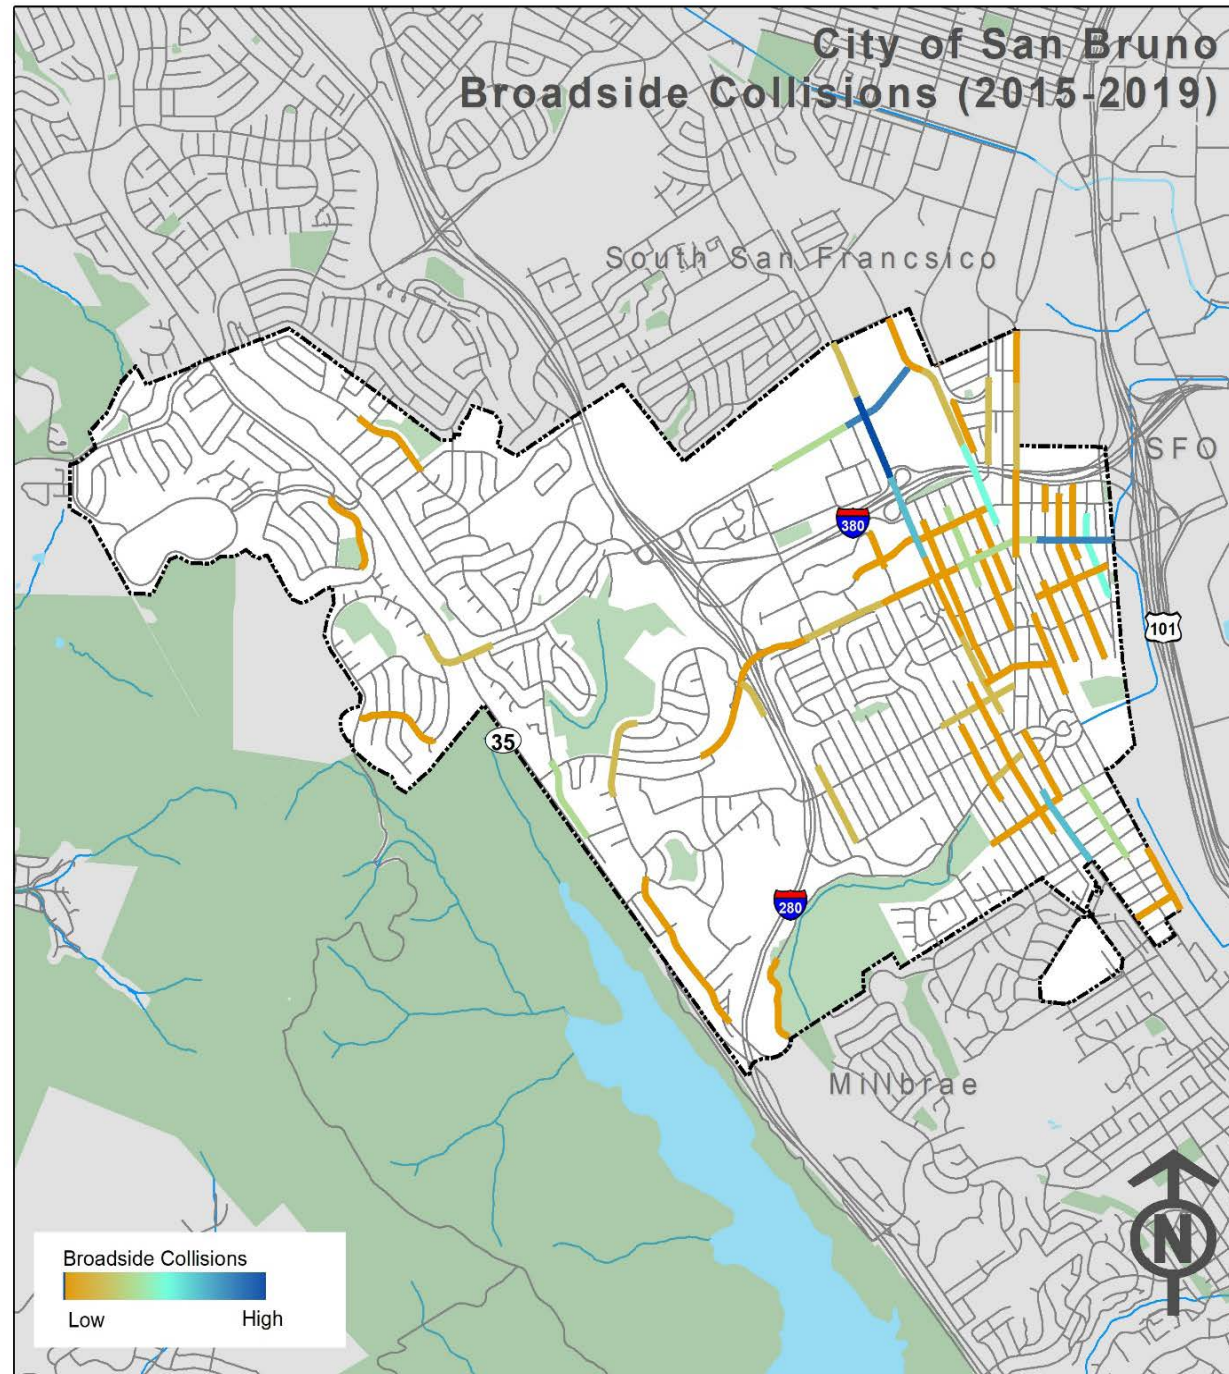 City of San Bruno
Broadside Collisions (2015-2019)
South San Francsico
SFO
380
101
35
280
Millbrae
N
Broadside Collisions
Low High